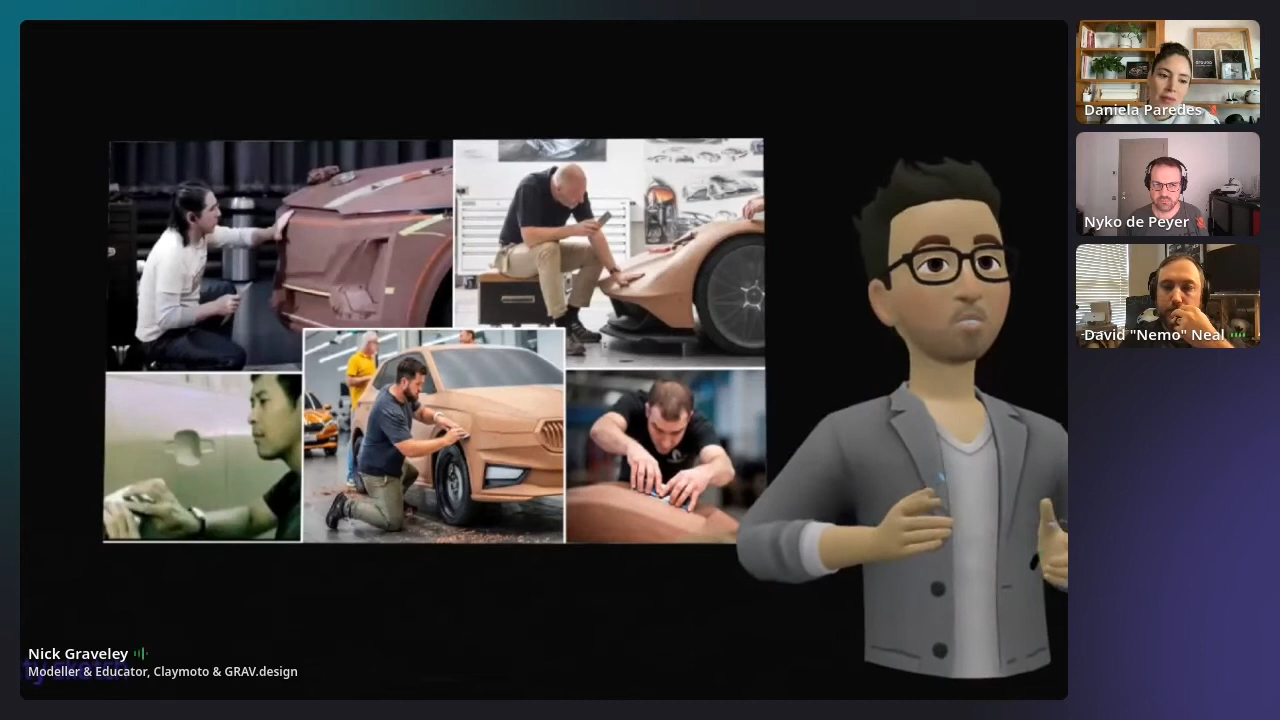 Daniela Paredes
Nyko de Peyer
David "Nemo" Neal
Nick Graveley
Modeller & Educator, Claymoto & GRAV.design